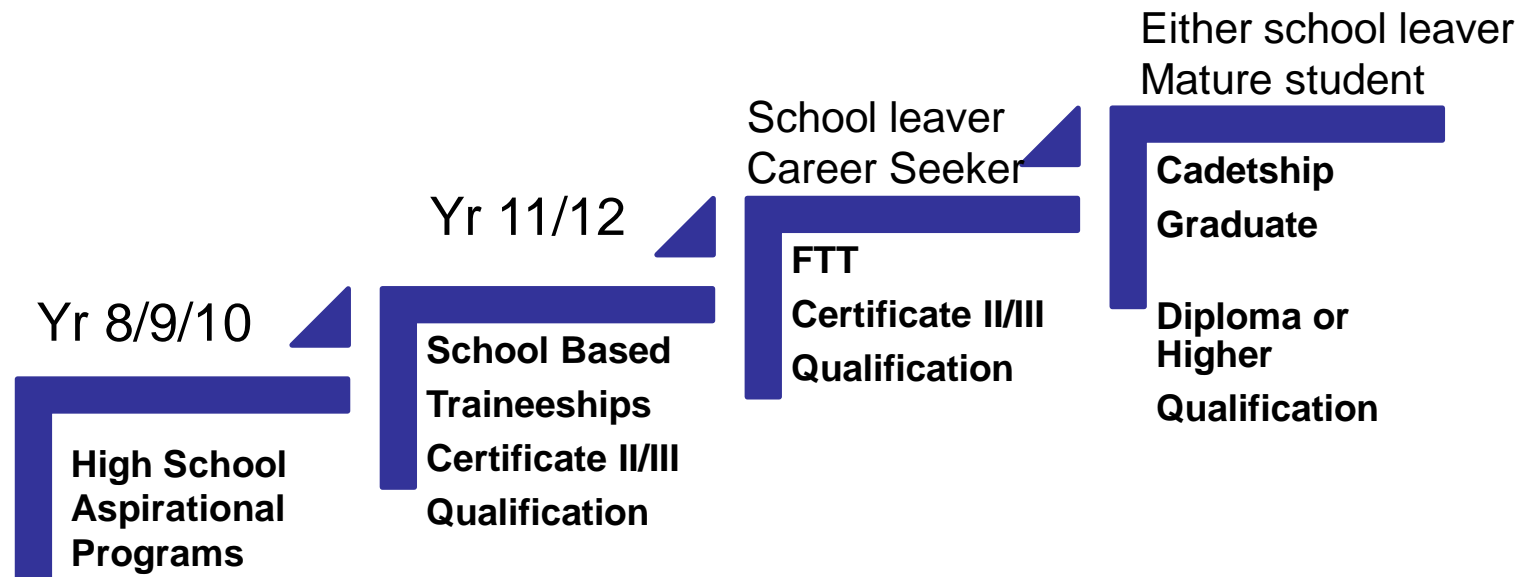 Yr 8/9/10
High School
Aspirational
Programs
Yr 11/12
School Based
Traineeships
Certificate II/III
Qualification
School leaver
Career Seeker
FTT
Certificate II/III
Qualification
Either school leaver
Mature student
Cadetship
Graduate
Diploma or
Higher
Qualification